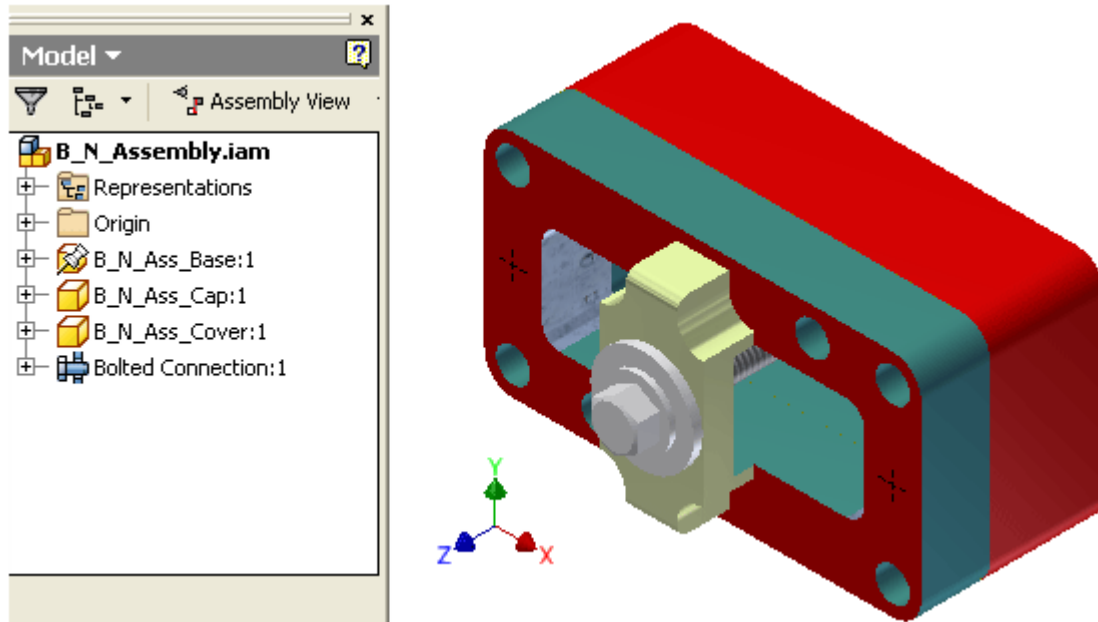 Model
Assembly View
B_N_Assembly.iam
Representations
Origin
B_N_Ass_Base:1
B_N_Ass_Cap:1
B_N_Ass_Cover:1
Bolted Connection:1
Y
Z
X